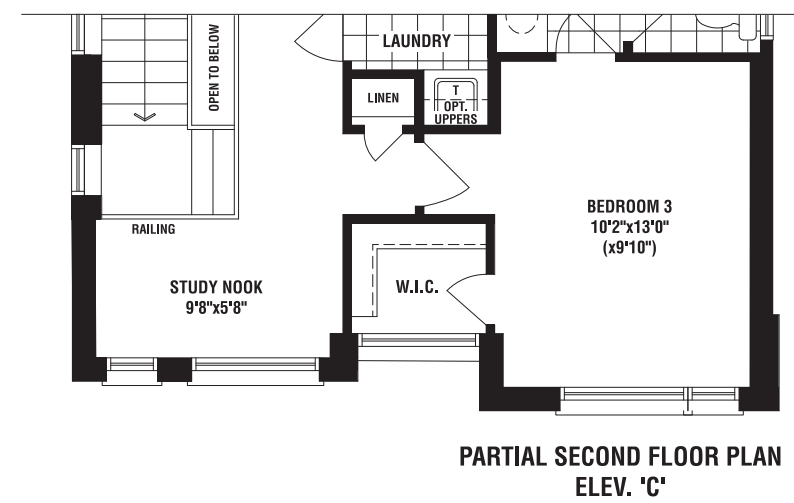 LAUNDRY
OPEN TO BELOW
LINEN
T
OPT.
UPPERS
BEDROOM 3
10'2"x13'0"
(x9'10")
RAILING
STUDY NOOK
9'8"x5'8"
W.I.C.
PARTIAL SECOND FLOOR PLAN
ELEV. 'C'